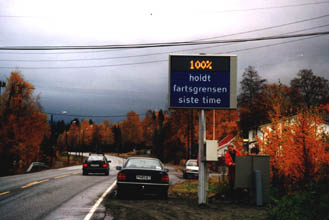 100%
holdt
fartsgrensen
siste time